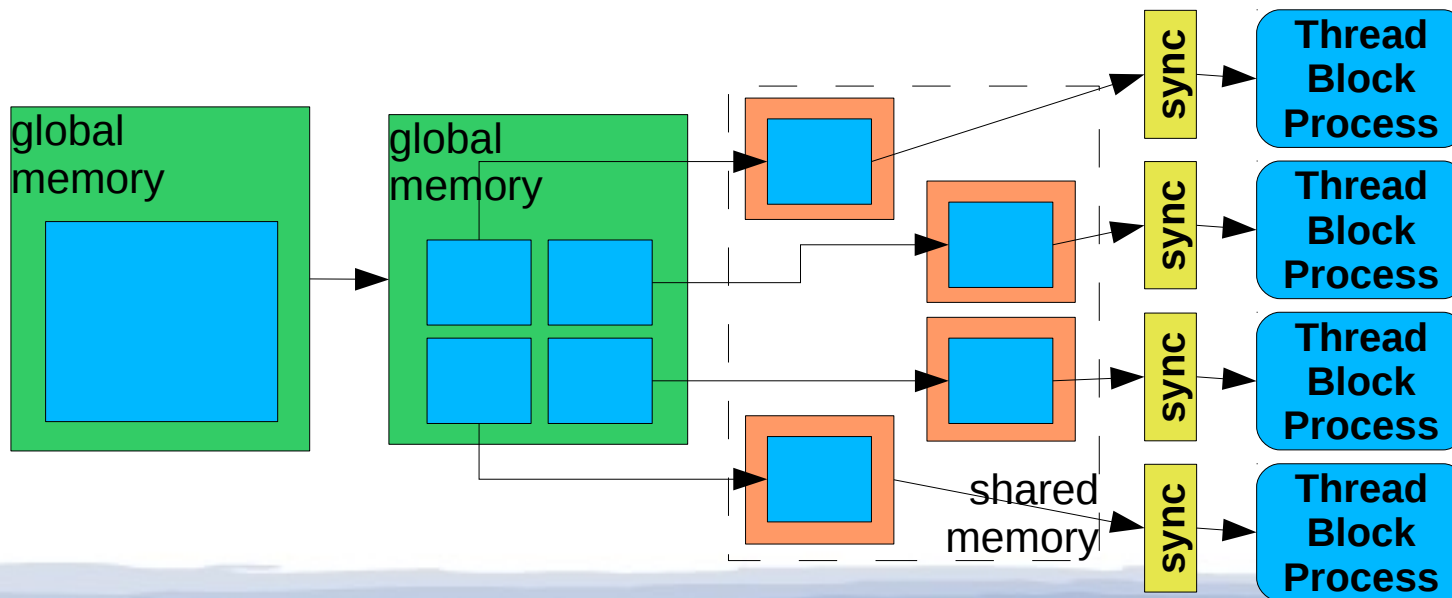 global
memory
global
memory
shared
memory
sync
Thread
Block
Process
sync
Thread
Block
Process
sync
Thread
Block
Process
sync
Thread
Block
Process